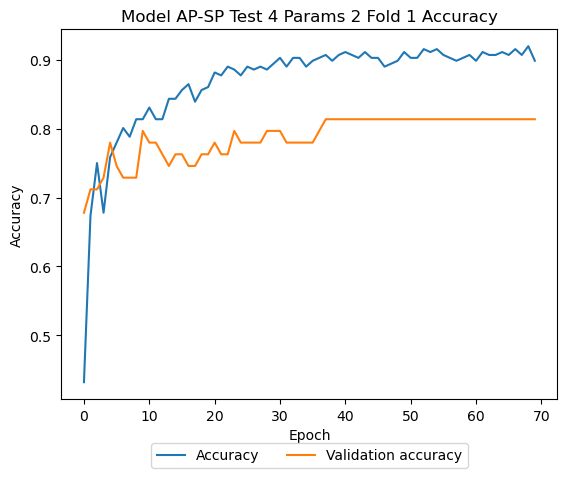 Model AP-SP Test 4 Params 2 Fold 1 Accuracy
Accuracy
0.9
0.8
0.7
0.6
0.5
0 10 20 30 40 50 60 70
Epoch
Accuracy Validation accuracy